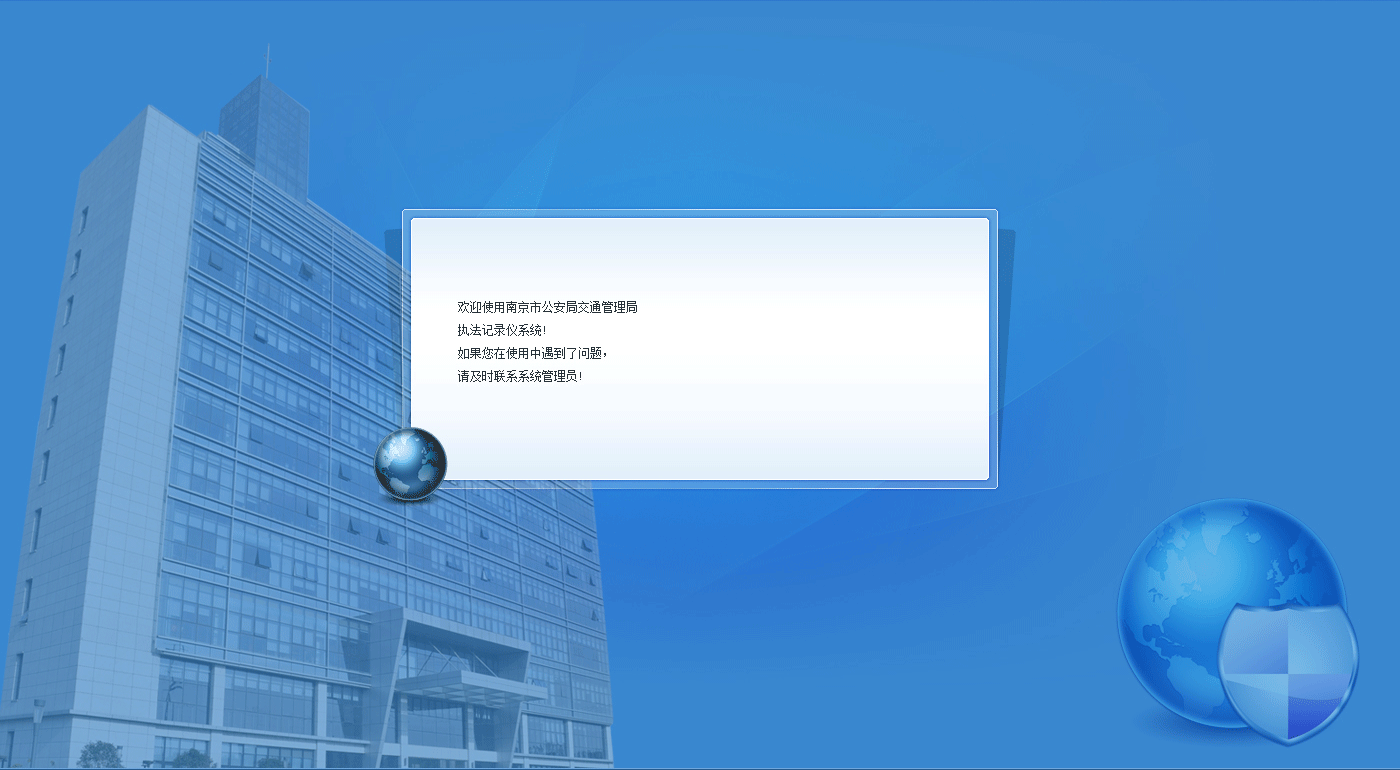 欢迎使用南京市公安局交通管理局
执法记录仪系统!
如果您在使用中遇到了问题，
请及时联系系统管理员!